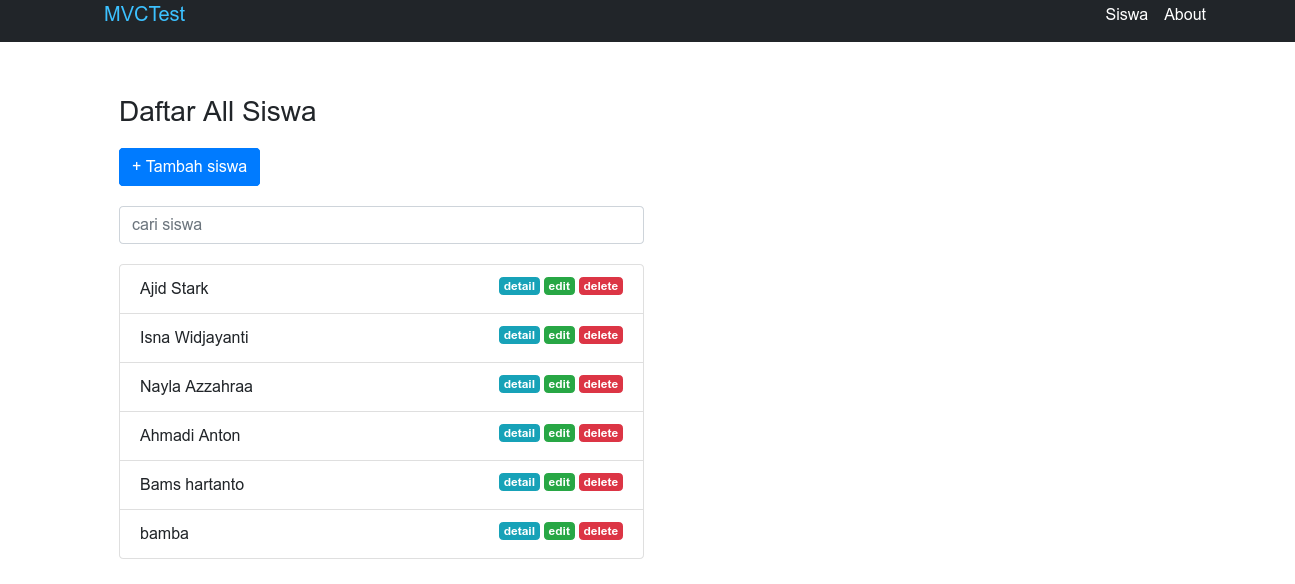 MVCTest Siswa About
Daftar All Siswa
+ Tambah siswa
cari siswa
Ajid Stark detail edit delete
Isna Widjayanti detail edit delete
Nayla Azzahraa detail edit delete
Ahmadi Anton detail edit delete
Bams hartanto detail edit delete
bamba detail edit delete